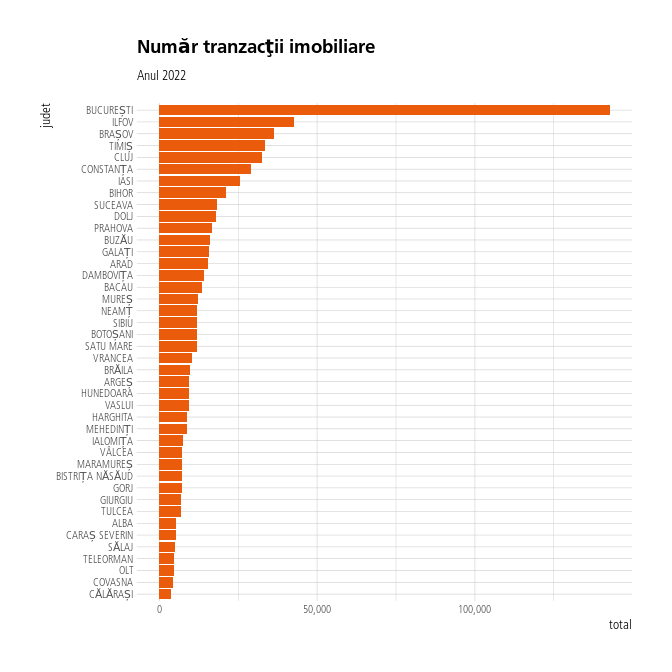 Număr tranzacții imobiliare
Anul 2022
judet
BUCUREȘTI
ILFOV
BRAȘOV
TIMIȘ
CLUJ
CONSTANȚA
IASI
BIHOR
SUCEAVA
DOLJ
PRAHOVA
BUZĂU
GALAȚI
ARAD
DAMBOVIȚA
BACĂU
MUREȘ
NEAMȚ
SIBIU
BOTOȘANI
SATU MARE
VRANCEA
BRĂILA
ARGEȘ
HUNEDOARA
VASLUI
HARGHITA
MEHEDINȚI
IALOMIȚA
VÂLCEA
MARAMUREȘ
BISTRIȚA NĂSĂUD
GORJ
GIURGIU
TULCEA
ALBA
CARAȘ SEVERIN
SĂLAJ
TELEORMAN
OLT
COVASNA
CĂLĂRAȘI
0 50,000 100,000
total